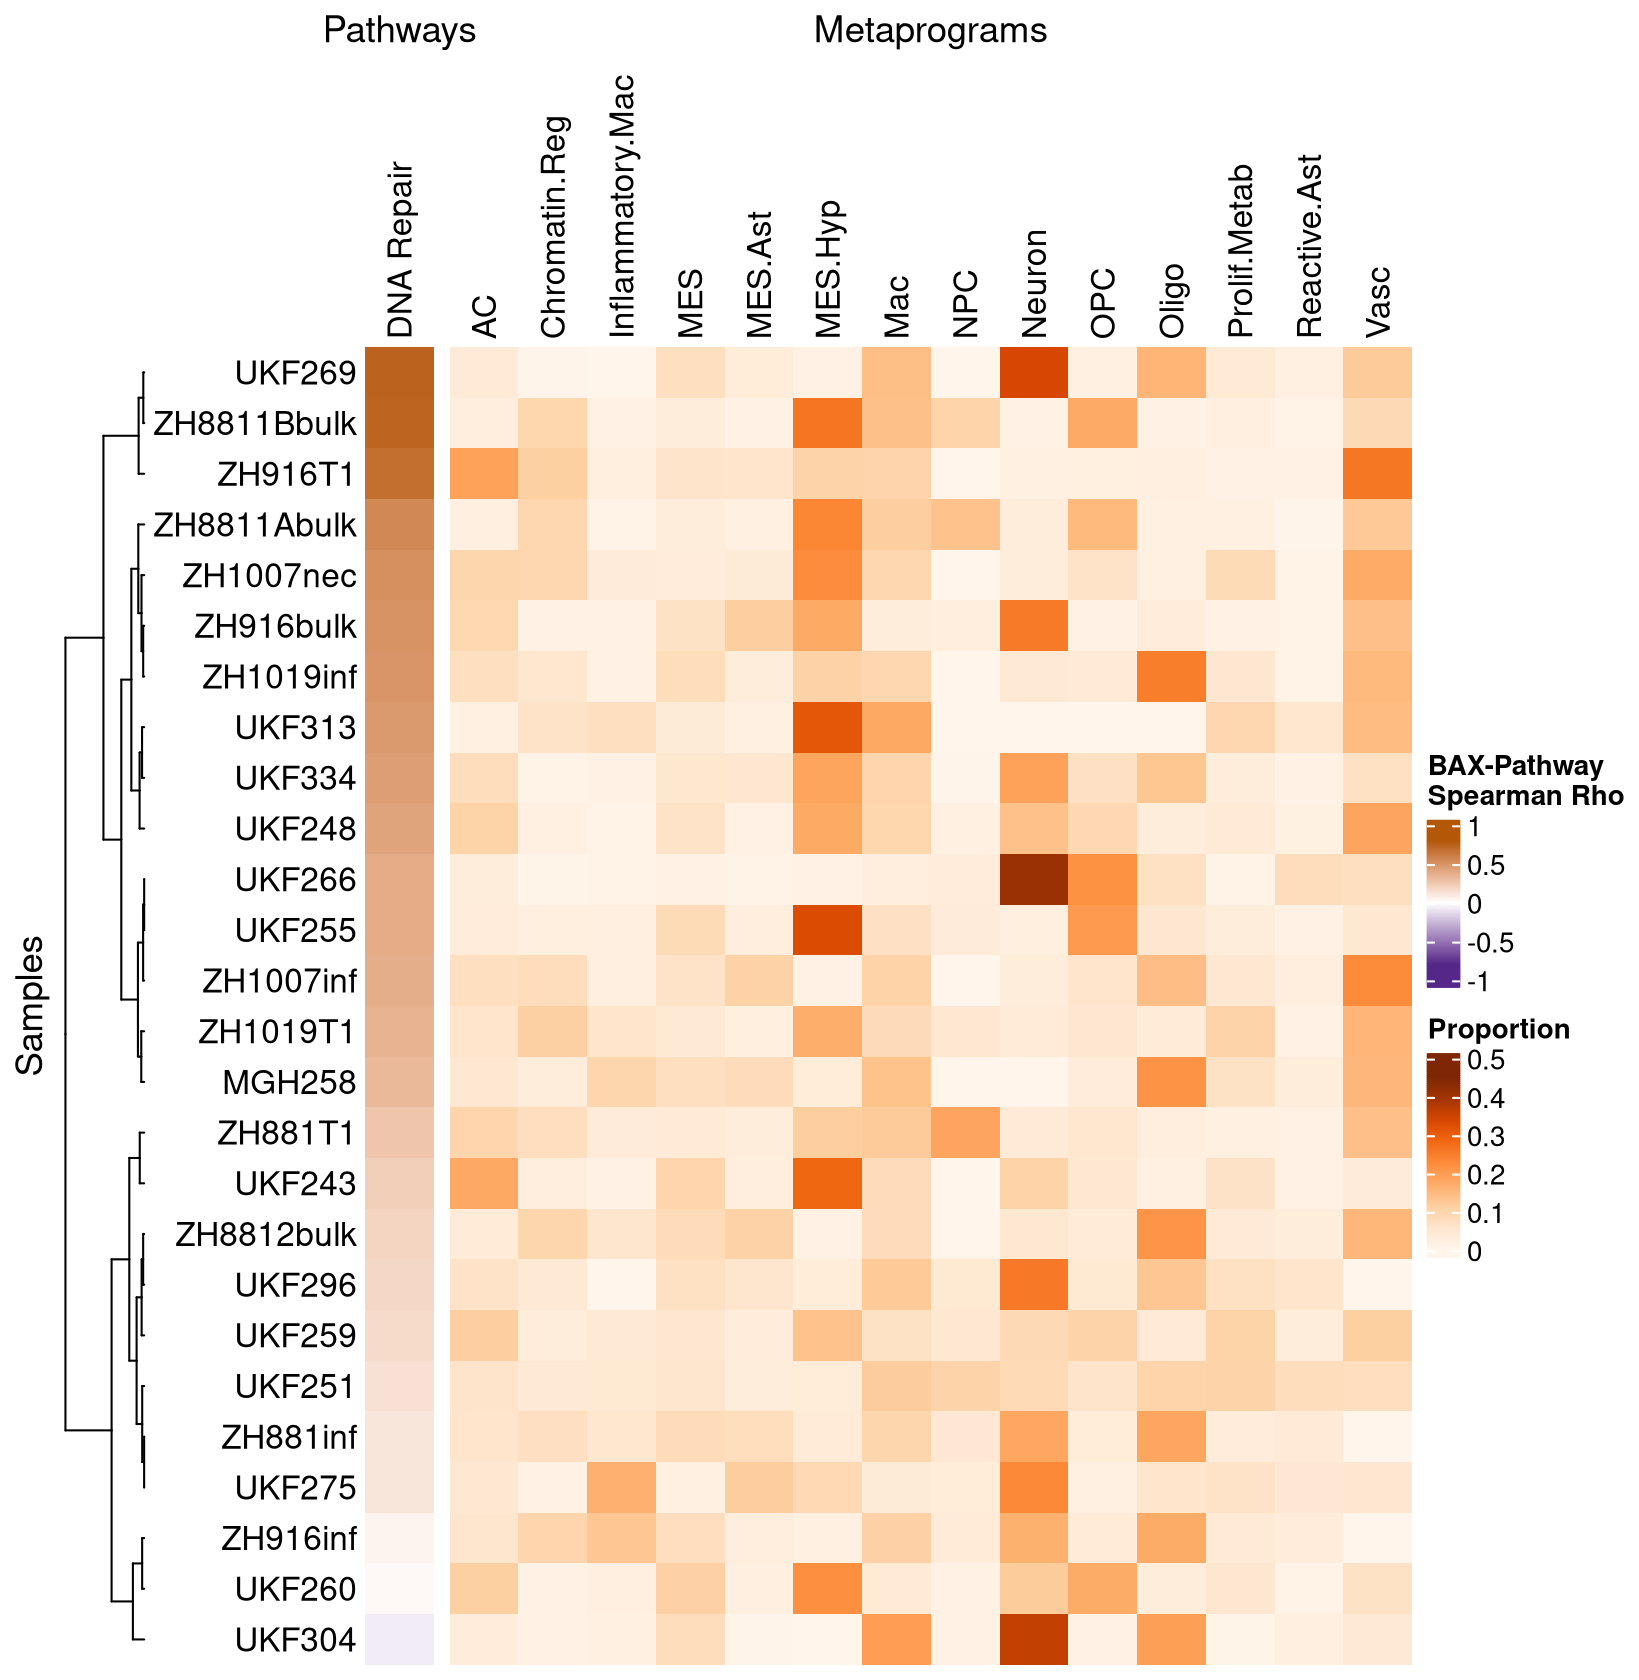 Pathways
Metaprograms
DNA Repair
AC
Chromatin.Reg
Inflammatory.Mac
MES
MES.Ast
MES.Hyp
Mac
NPC
Neuron
OPC
Oligo
Prolif.Metab
Reactive.Ast
Vasc
Samples
UKF269
ZH8811Bbulk
ZH916T1
ZH8811Abulk
ZH1007nec
ZH916bulk
ZH1019inf
UKF313
UKF334
UKF248
UKF266
UKF255
ZH1007inf
ZH1019T1
MGH258
ZH881T1
UKF243
ZH8812bulk
UKF296
UKF259
UKF251
ZH881inf
UKF275
ZH916inf
UKF260
UKF304
BAX-Pathway
Spearman Rho
1
0.5
0
-0.5
-1
Proportion
0.5
0.4
0.3
0.2
0.1
0